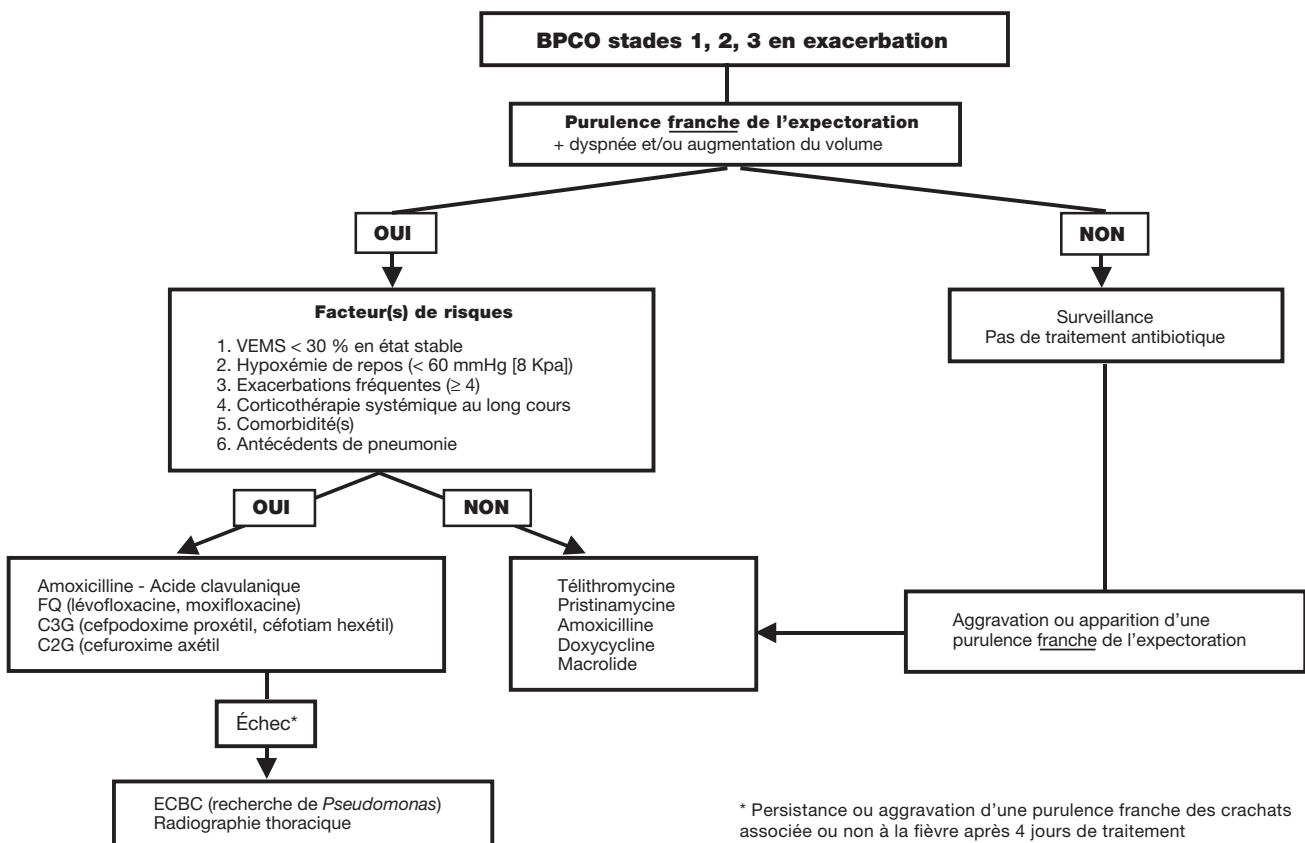 BPCO stades 1, 2, 3 en exacerbation
Purulence franche de l'expectoration
+ dyspnée et/ou augmentation du volume
OUI
NON
Facteur(s) de risques
1. VEMS < 30 % en état stable
2. Hypoxémie de repos (< 60 mmHg [8 Kpa])
3. Exacerbations fréquentes (≥ 4)
4. Corticothérapie systémique au long cours
5. Comorbidité(s)
6. Antécédents de pneumonie
Surveillance
Pas de traitement antibiotique
OUI
NON
Amoxicilline - Acide clavulanique
FQ (lévofloxacine, moxifloxacine)
C3G (cefpodoxime proxétil, céfotiam hexétil)
C2G (cefuroxime axétil
Télithromycine
Pristinamycine
Amoxicilline
Doxycycline
Macrolide
Aggravation ou apparition d'une
purulence franche de l'expectoration
Échec*
ECBC (recherche de Pseudomonas)
Radiographie thoracique
* Persistance ou aggravation d'une purulence franche des crachats
associée ou non à la fièvre après 4 jours de traitement